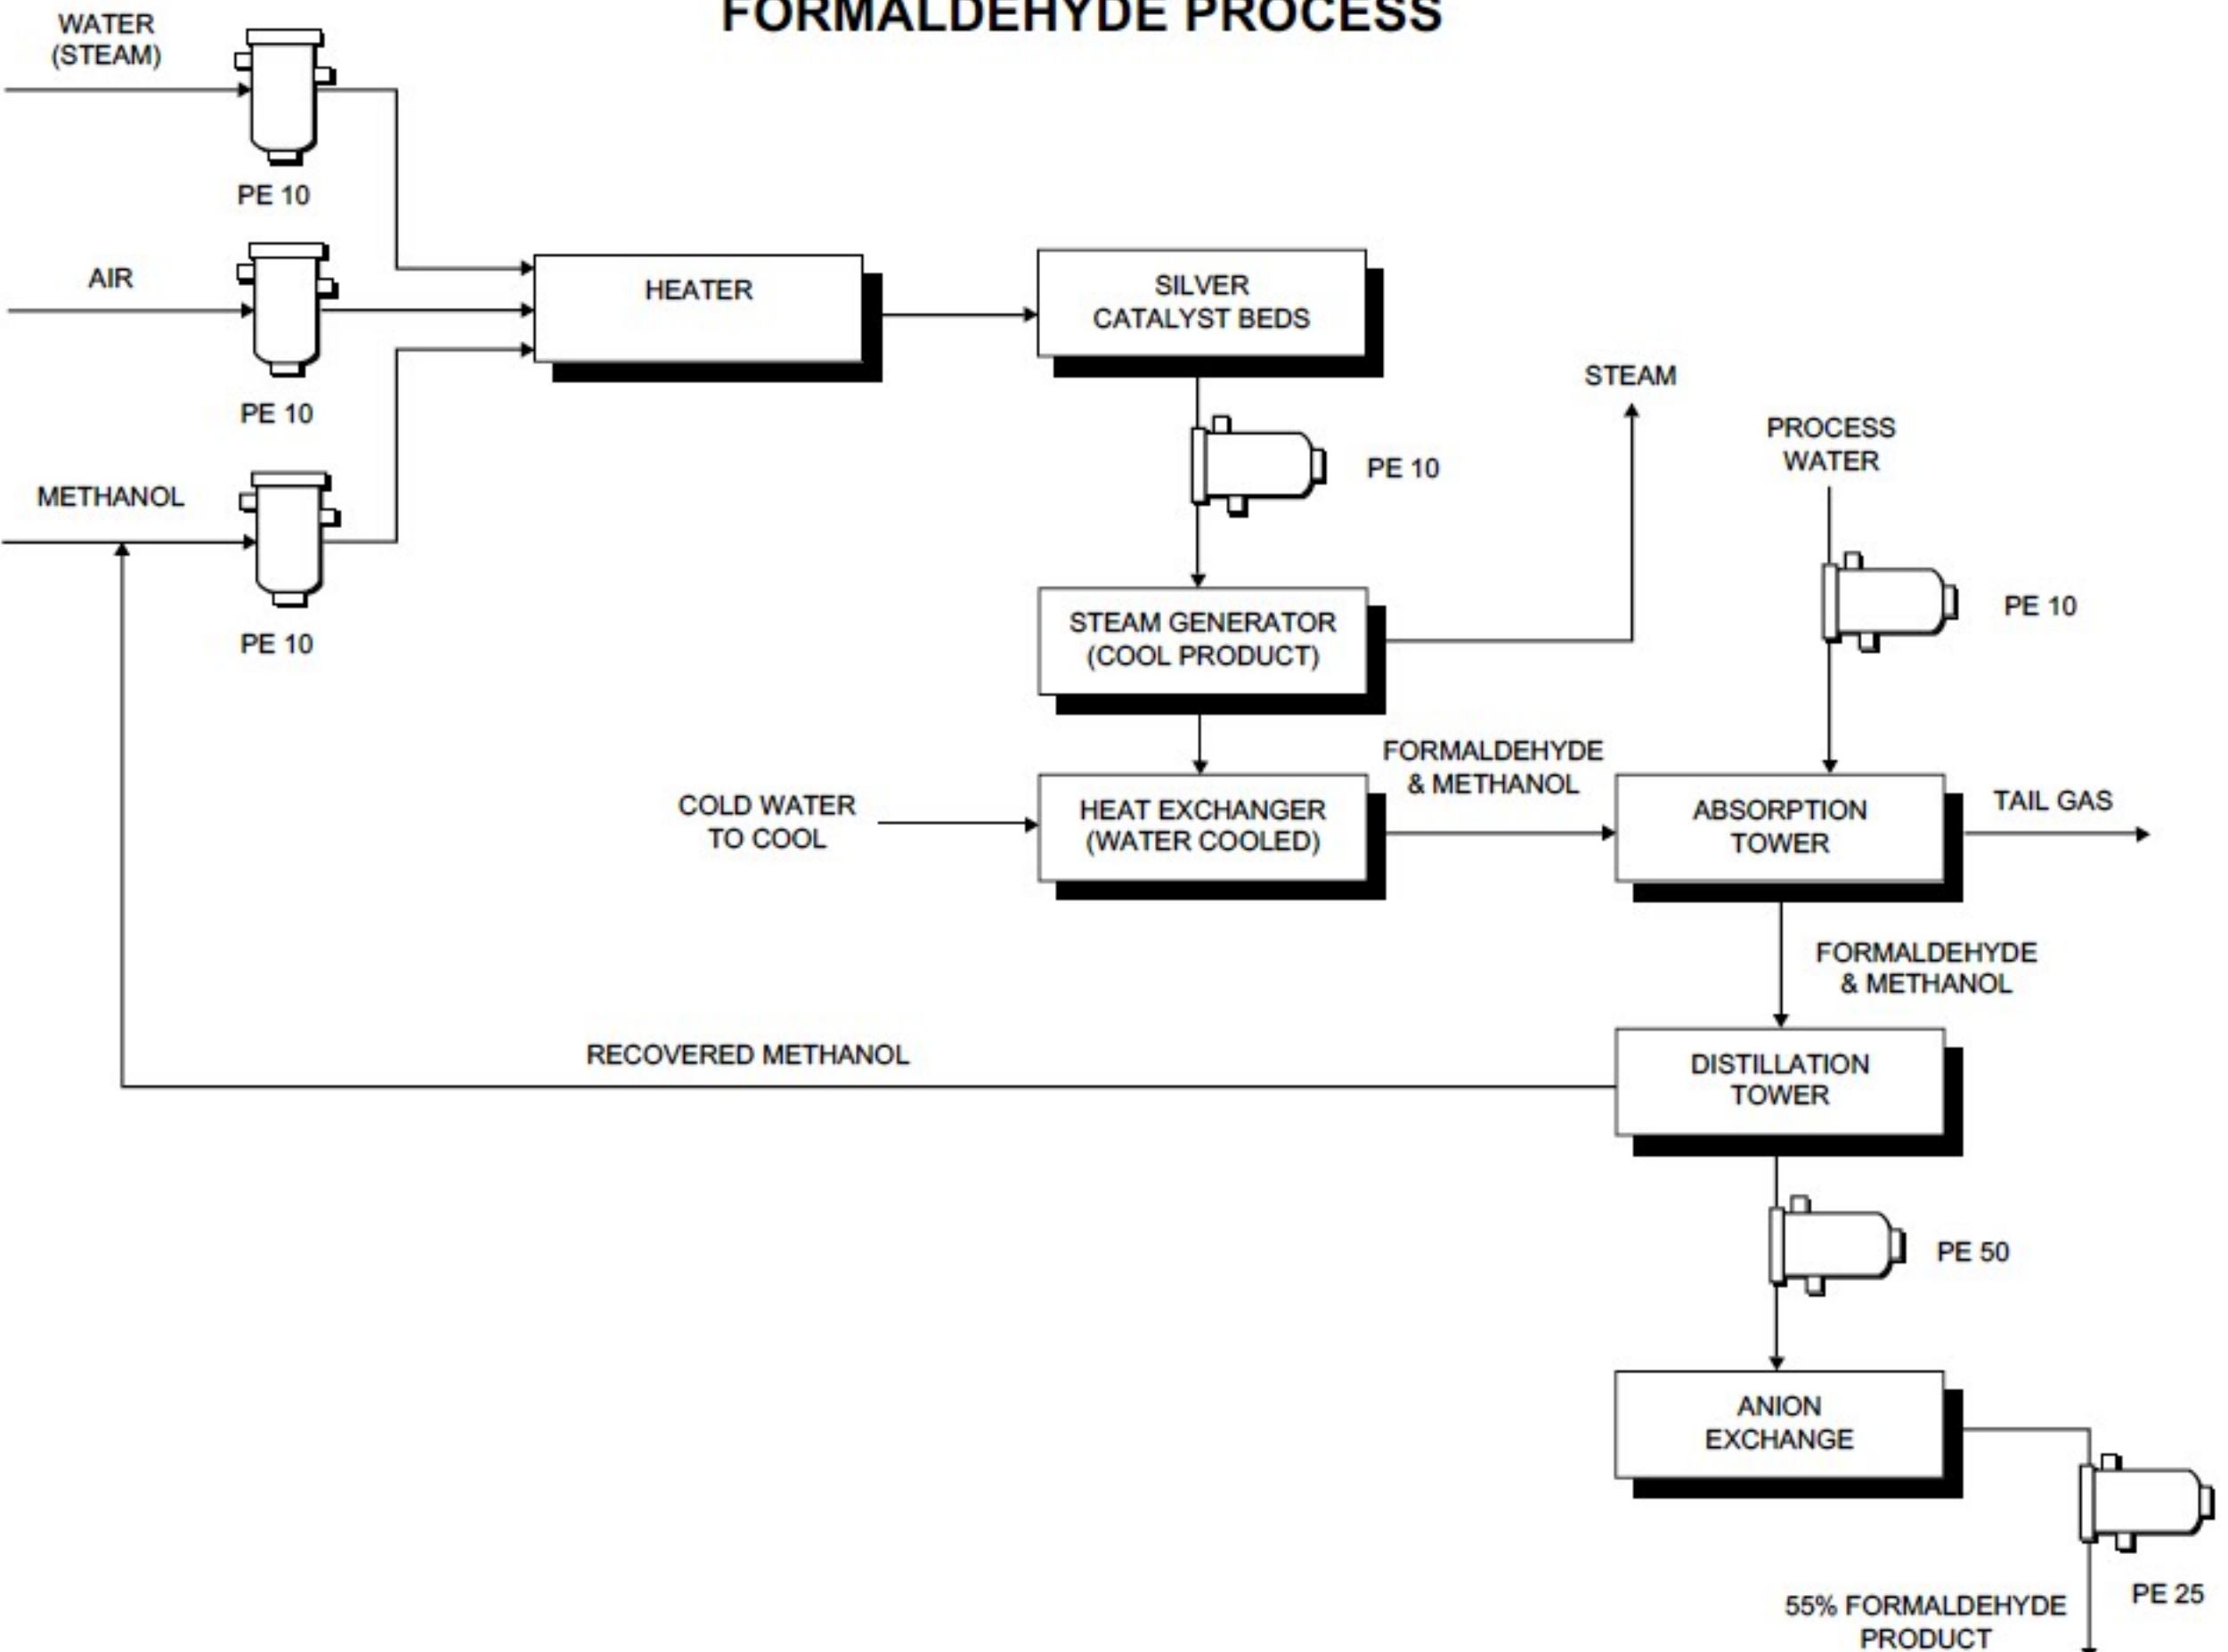 FORMALDEHYDE PROCESS
WATER
(STEAM)
PE 10
AIR
PE 10
METHANOL
PE 10
HEATER
SILVER
CATALYST BEDS
PE 10
STEAM
PROCESS
WATER
PE 10
STEAM GENERATOR
(COOL PRODUCT)
COLD WATER
TO COOL
HEAT EXCHANGER
(WATER COOLED)
FORMALDEHYDE
& METHANOL
ABSORPTION
TOWER
TAIL GAS
FORMALDEHYDE
& METHANOL
RECOVERED METHANOL
DISTILLATION
TOWER
PE 50
ANION
EXCHANGE
PE 25
55% FORMALDEHYDE
PRODUCT